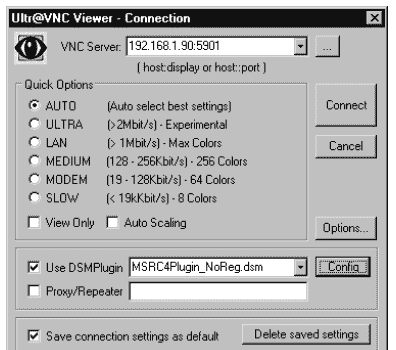 Ultr@VNC Viewer - Connection
VNC Server: 192.168.1.90:5901 ...
( host:display or host::port )
Quick Options
AUTO (Auto select best settings) Connect
ULTRA (>2Mbit/s) - Experimental
LAN (> 1Mbit/s) - Max Colors Cancel
MEDIUM (128 - 256Kbit/s) - 256 Colors
MODEM (19 - 128Kbit/s) - 64 Colors
SLOW (< 19kKbit/s) - 8 Colors
View Only Auto Scaling Options...
Use DSMPlugin MSRC4Plugin_NoReg.dsm Config
Proxy/Repeater
Save connection settings as default Delete saved settings